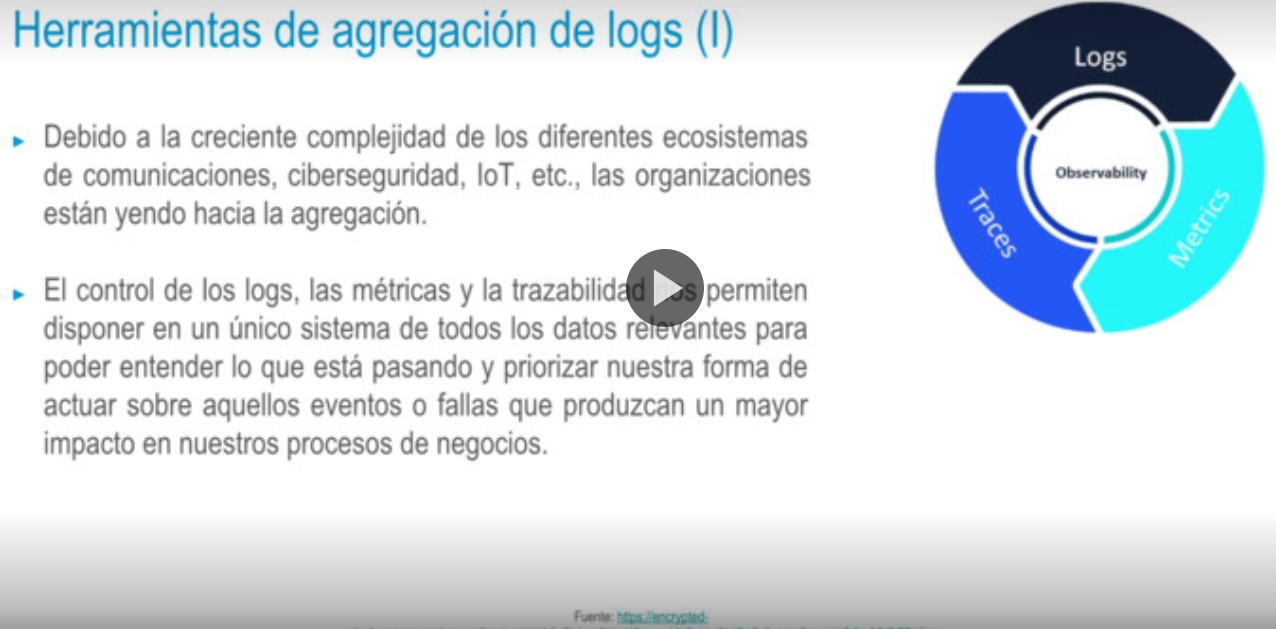 Herramientas de agregación de logs (I)
Debido a la creciente complejidad de los diferentes ecosistemas
de comunicaciones, ciberseguridad, IoT, etc., las organizaciones
están yendo hacia la agregación.
El control de los logs, las métricas y la trazabilidad nos permiten
disponer en un único sistema de todos los datos relevantes para
poder entender lo que está pasando y priorizar nuestra forma de
actuar sobre aquellos eventos o fallas que produzcan un mayor
impacto en nuestros procesos de negocios.
Logs
Observability
Traces
Metrics
Fuente: https://encrypted-